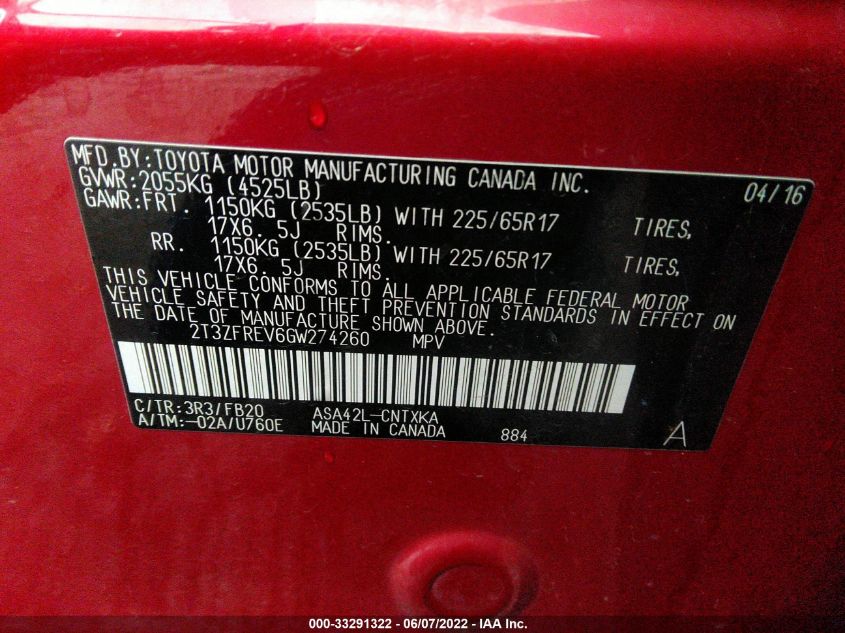 MFD.BY:TOYOTA MOTOR MANUFACTURING CANADA INC. 04/16
GVWR:2055KG (4525LB)
GAWR:FRT. 1150KG (2535LB) WITH 225/65R17 TIRES,
17X6.5J RIMS.
RR. 1150KG (2535LB) WITH 225/65R17 TIRES,
17X6.5J RIMS.
THIS VEHICLE CONFORMS TO ALL APPLICABLE FEDERAL MOTOR
VEHICLE SAFETY AND THEFT PREVENTION STANDARDS IN EFFECT ON
THE DATE OF MANUFACTURE SHOWN ABOVE.
2T3ZFREV6GW274260 MPV
C/TR:3R3/FB20 ASA42L-CNTXKA
A/TM:-02A/U760E MADE IN CANADA 884 A
000-33291322 - 06/07/2022 - IAA Inc.